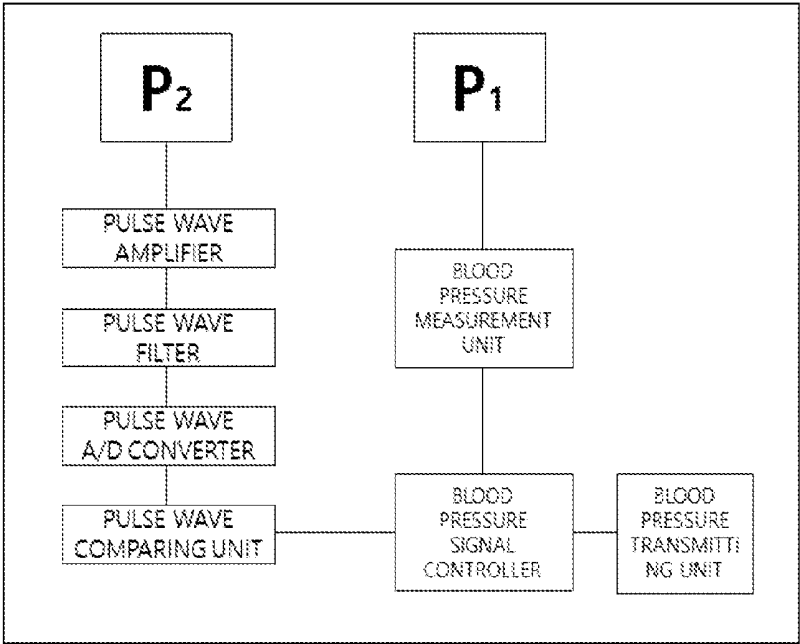 P2
P1
PULSE WAVE
AMPLIFIER
PULSE WAVE
FILTER
PULSE WAVE
A/D CONVERTER
PULSE WAVE
COMPARING UNIT
BLOOD
PRESSURE
MEASUREMENT
UNIT
BLOOD
PRESSURE
SIGNAL
CONTROLLER
BLOOD
PRESSURE
TRANSMITTI
NG UNIT